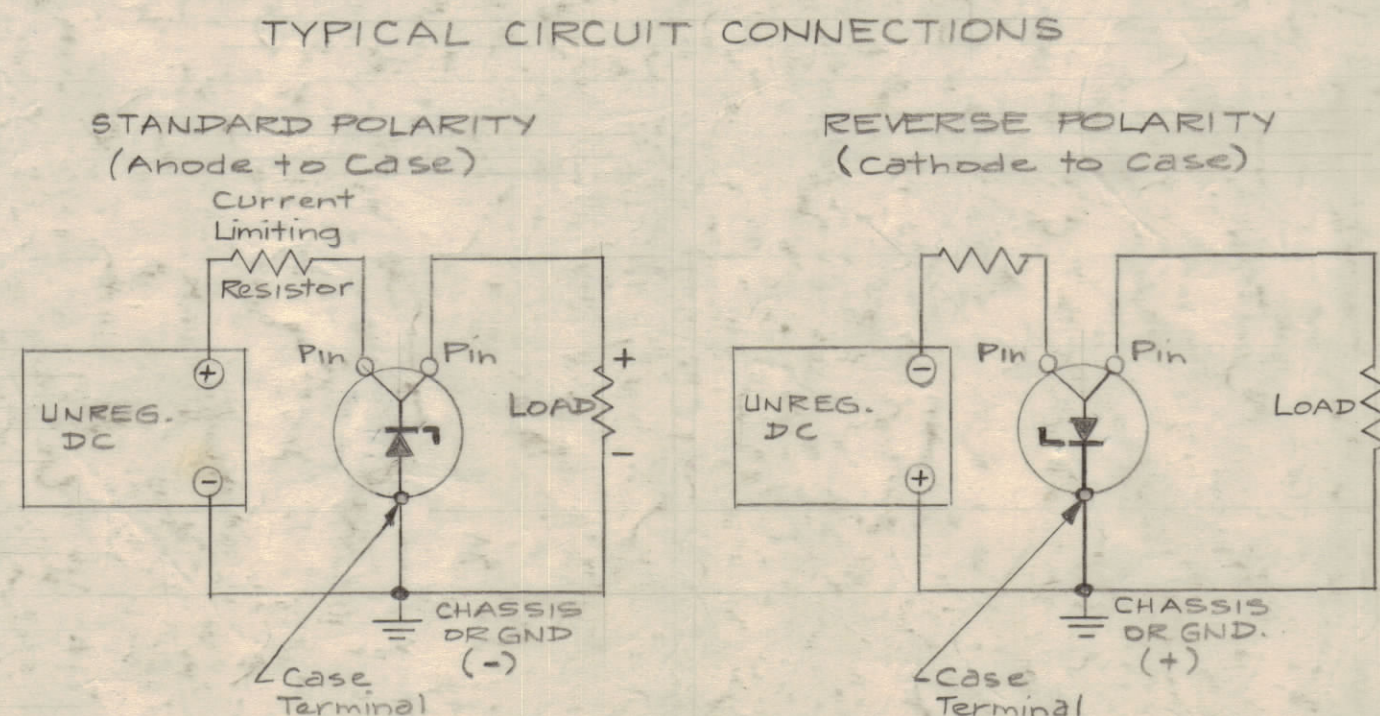 TYPICAL CIRCUIT CONNECTIONS
STANDARD POLARITY
(Anode to Case)
Current
Limiting
Resistor
Pin
Pin
+
UNREG.
DC
+
-
LOAD
-
CHASSIS
OR GND
(-)
Case
Terminal
REVERSE POLARITY
(Cathode to Case)
Pin
Pin
-
UNREG.
DC
+
LOAD
CHASSIS
OR GND.
(+)
Case
Terminal